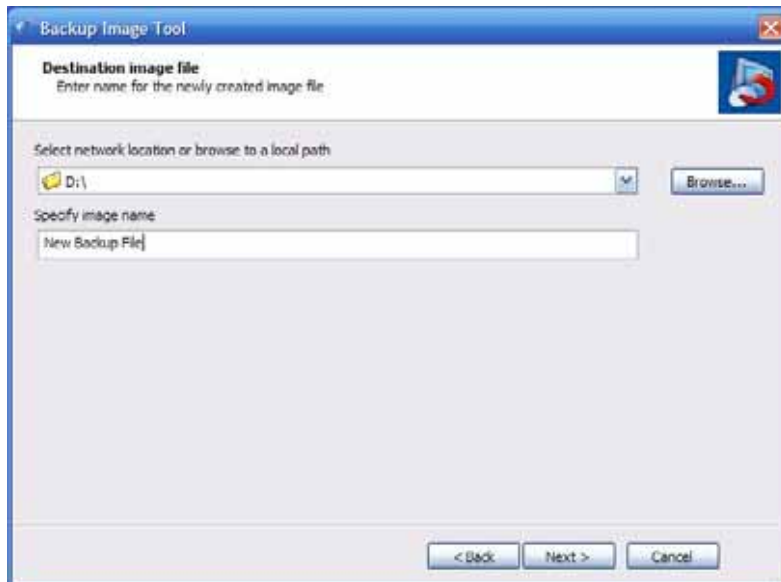 Backup Image Tool
Destination image file
Enter name for the newly created image file
Select network location or browse to a local path
D:\
Browse...
Specify image name
New Backup File
< Back
Next >
Cancel